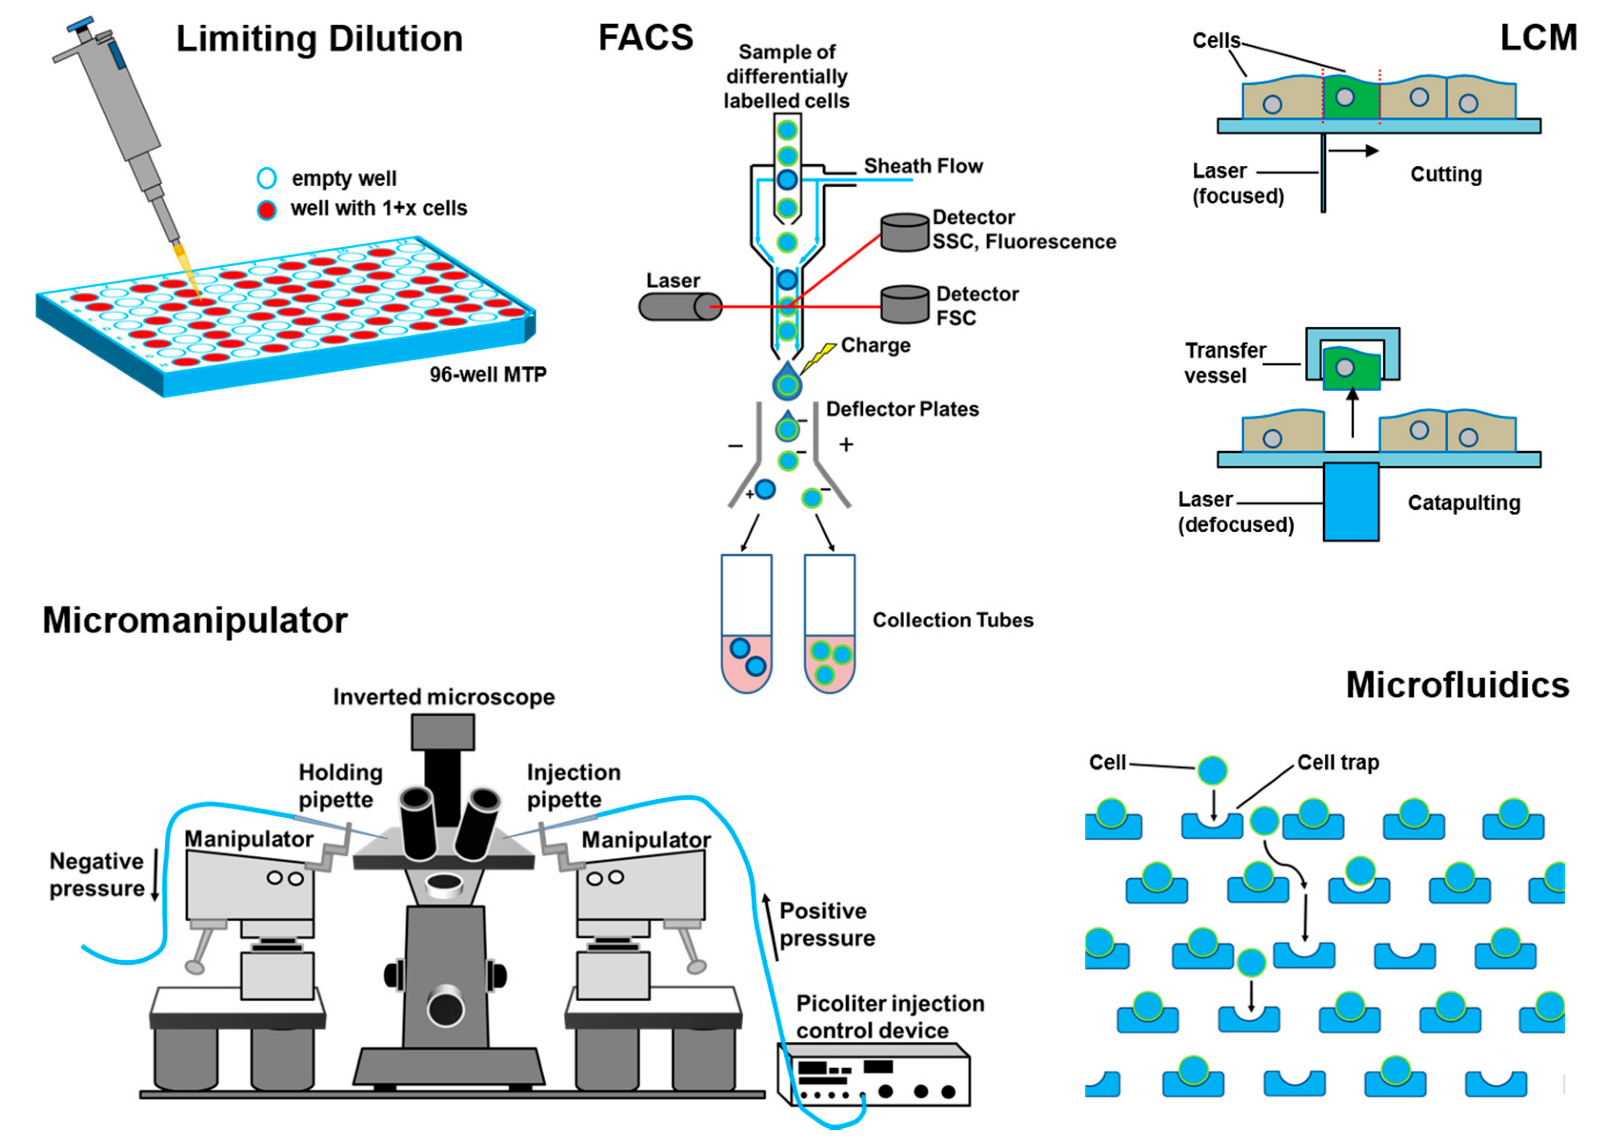 Limiting Dilution
empty well
well with 1+x cells
96-well MTP
FACS
Sample of
differentially
labelled cells
Sheath Flow
Detector
SSC, Fluorescence
Laser
Detector
FSC
Charge
Deflector Plates
−
+
−
−
+
−
Collection Tubes
LCM
Cells
Laser
(focused)
Cutting
Transfer
vessel
Laser
(defocused)
Catapulting
Micromanipulator
Inverted microscope
Holding
pipette
Injection
pipette
Manipulator
Manipulator
Negative
pressure
Positive
pressure
Picoliter injection
control device
Microfluidics
Cell
Cell trap